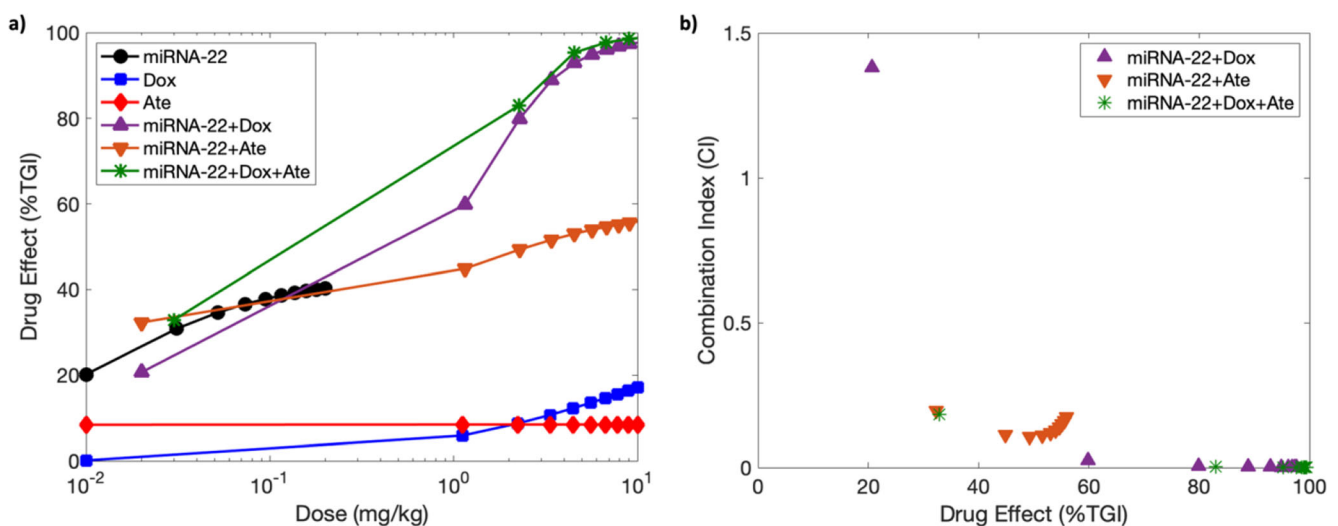 a)
100
80
60
40
20
0
Drug Effect (%TGI)
miRNA-22
Dox
Ate
miRNA-22+Dox
miRNA-22+Ate
miRNA-22+Dox+Ate
10-2
10-1
100
101
Dose (mg/kg)
b)
1.5
1
0.5
0
Combination Index (CI)
miRNA-22+Dox
miRNA-22+Ate
miRNA-22+Dox+Ate
0
20
40
60
80
100
Drug Effect (%TGI)